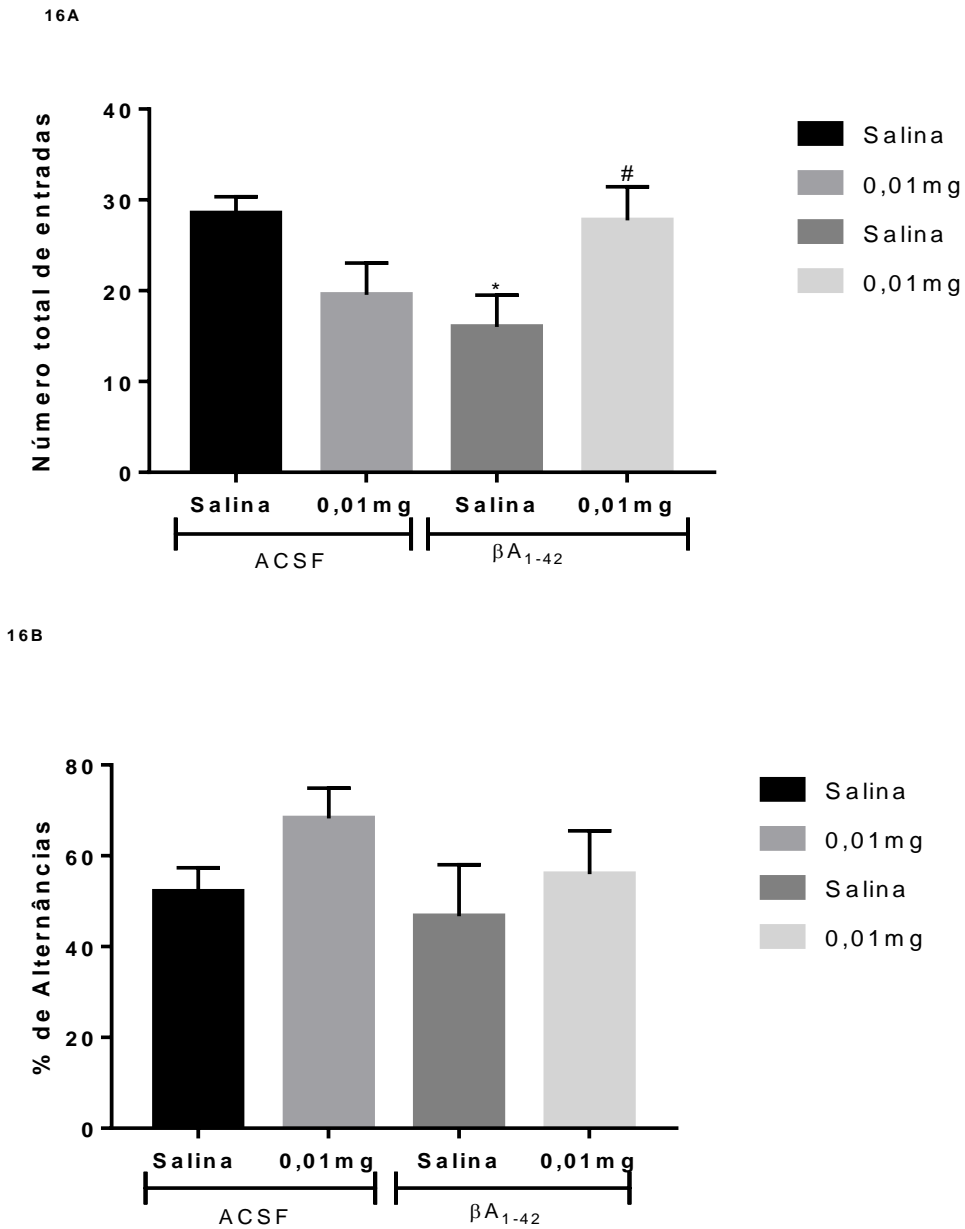 16A
Número total de entradas
40
30
20
10
0
*
#
Salina 0,01mg Salina 0,01mg
ACSF βA1-42
Salina
0,01mg
Salina
0,01mg
16B
% de Alternâncias
80
60
40
20
0
Salina 0,01mg Salina 0,01mg
ACSF βA1-42
Salina
0,01mg
Salina
0,01mg